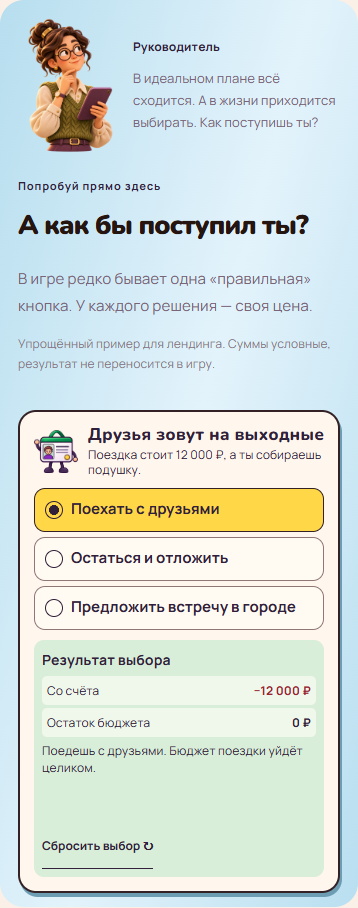 Руководитель
В идеальном плане всё
сходится. А в жизни приходится
выбирать. Как поступишь ты?
Попробуй прямо здесь
А как бы поступил ты?
В игре редко бывает одна «правильная»
кнопка. У каждого решения — своя цена.
Упрощённый пример для лендинга. Суммы условные,
результат не переносится в игру.
Друзья зовут на выходные
Поездка стоит 12 000 ₽, а ты собираешь
подушку.
Поехать с друзьями
Остаться и отложить
Предложить встречу в городе
Результат выбора
Со счёта −12 000 ₽
Остаток бюджета 0 ₽
Поедешь с друзьями. Бюджет поездки уйдёт
целиком.
Сбросить выбор ↻